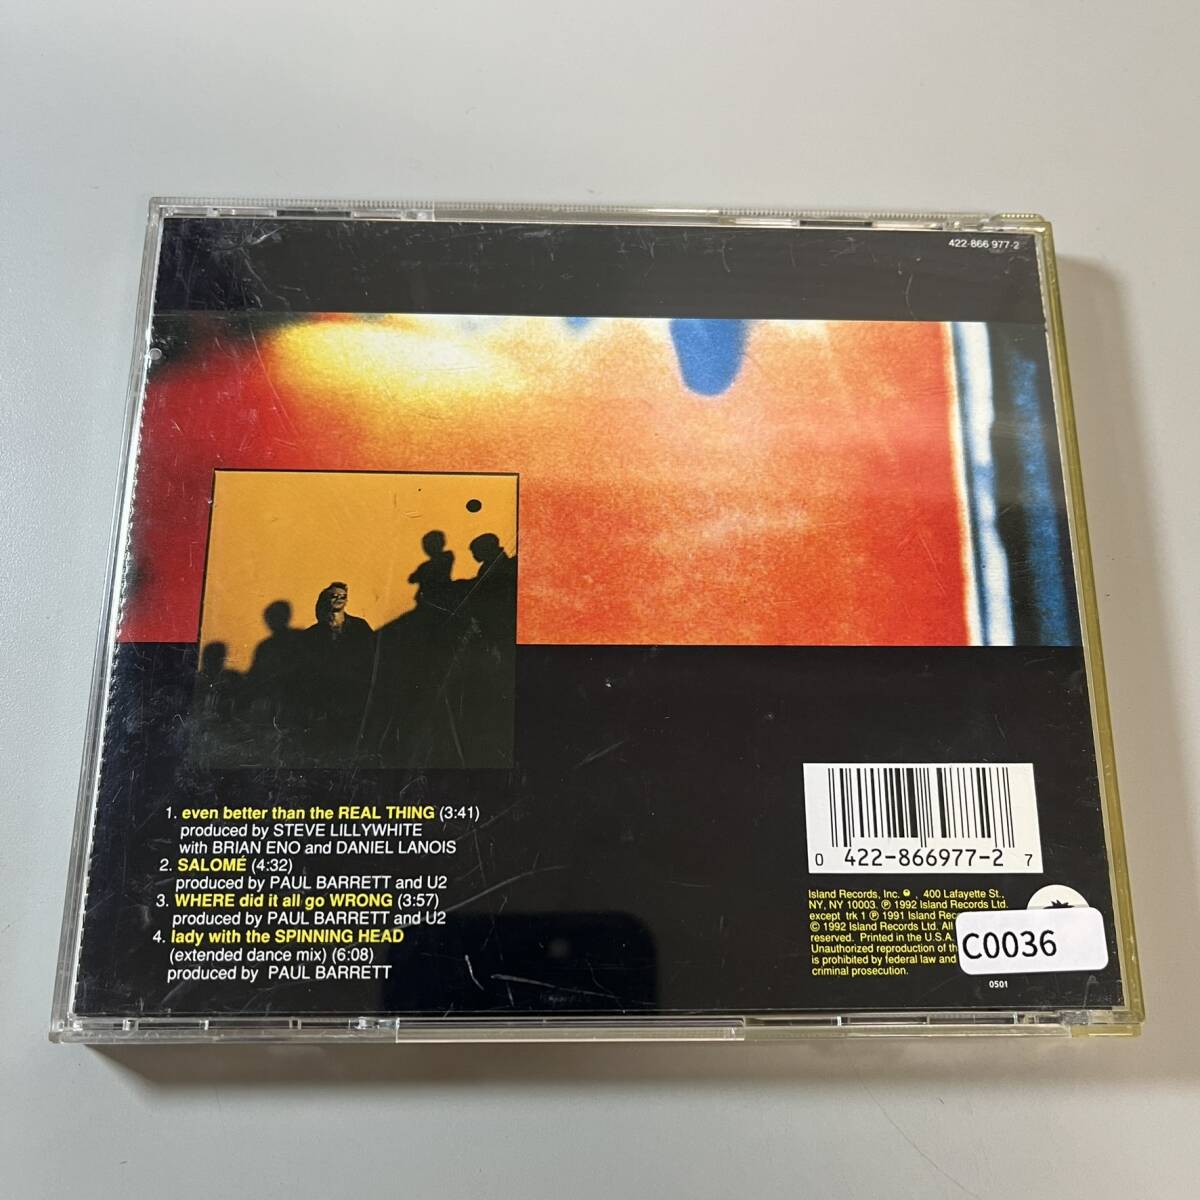 422-866 977-2
1. even better than the REAL THING (3:41)
produced by STEVE LILLYWHITE
with BRIAN ENO and DANIEL LANOIS
2. SALOMÉ (4:32)
produced by PAUL BARRETT and U2
3. WHERE did it all go WRONG (3:57)
produced by PAUL BARRETT and U2
4. lady with the SPINNING HEAD
(extended dance mix) (6:08)
produced by PAUL BARRETT
0 422-866977-2 7
Island Records, Inc. ®, 400 Lafayette St.,
NY, NY 10003. ℗ 1992 Island Records Ltd.
except trk 1 ℗ 1991 Island
© 1992 Island Records Ltd. All
reserved. Printed in the U.S.A.
Unauthorized reproduction of
is prohibited by federal law and
criminal prosecution.
C0036
0501